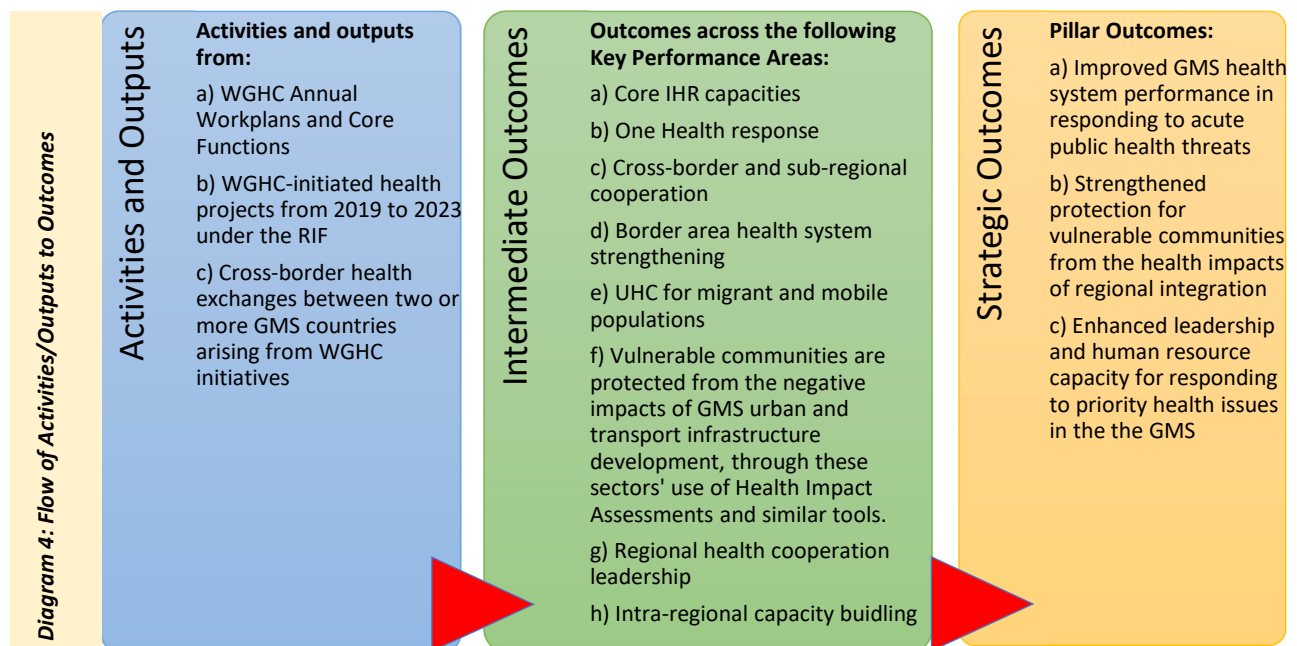 Diagram 4: Flow of Activities/Outputs to Outcomes
Activities and Outputs
Activities and outputs
from:
a) WGHC Annual
Workplans and Core
Functions
b) WGHC-initiated health
projects from 2019 to 2023
under the RIF
c) Cross-border health
exchanges between two or
more GMS countries
arising from WGHC
initiatives
Intermediate Outcomes
Outcomes across the following
Key Performance Areas:
a) Core IHR capacities
b) One Health response
c) Cross-border and sub-regional
cooperation
d) Border area health system
strengthening
e) UHC for migrant and mobile
populations
f) Vulnerable communities are
protected from the negative
impacts of GMS urban and
transport infrastructure
development, through these
sectors' use of Health Impact
Assessments and similar tools.
g) Regional health cooperation
leadership
h) Intra-regional capacity buidling
Strategic Outcomes
Pillar Outcomes:
a) Improved GMS health
system performance in
responding to acute
public health threats
b) Strengthened
protection for
vulnerable communities
from the health impacts
of regional integration
c) Enhanced leadership
and human resource
capacity for responding
to priority health issues
in the the GMS